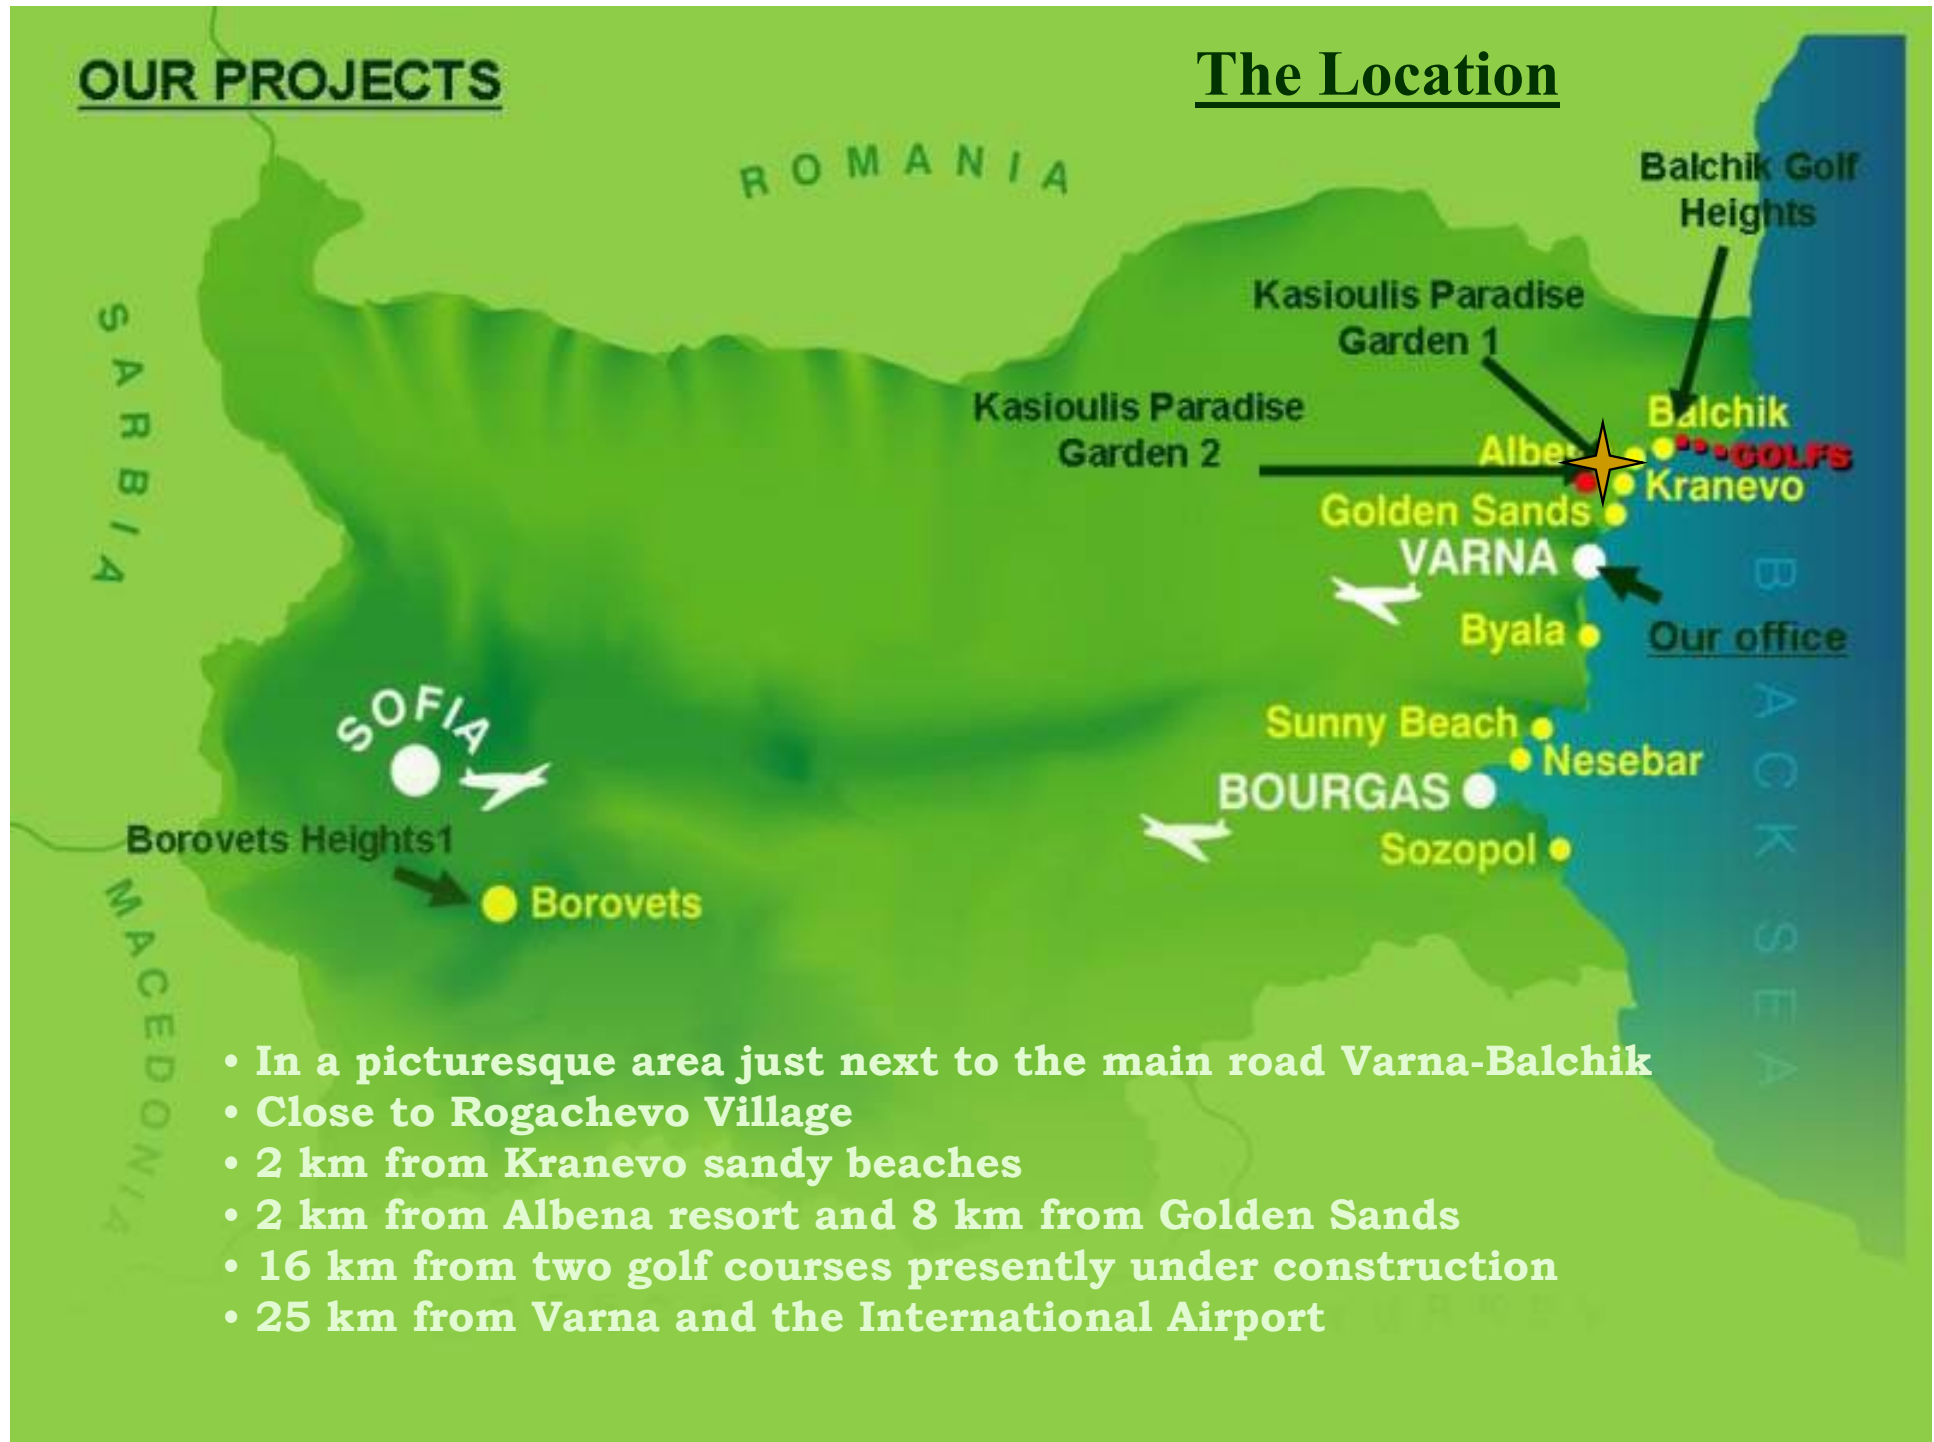 OUR PROJECTS
The Location
ROMANIA
SARBIA
Balchik Golf
Heights
Kasioulis Paradise
Garden 1
Kasioulis Paradise
Garden 2
Balchik
GOLFS
Kranevo
Golden Sands
VARNA
Our office
Byala
BLACK SEA
SOFIA
Sunny Beach
Nesebar
BOURGAS
Sozopol
Borovets Heights1
Borovets
MACEDONIA
• In a picturesque area just next to the main road Varna-Balchik
• Close to Rogachevo Village
• 2 km from Kranevo sandy beaches
• 2 km from Albena resort and 8 km from Golden Sands
• 16 km from two golf courses presently under construction
• 25 km from Varna and the International Airport